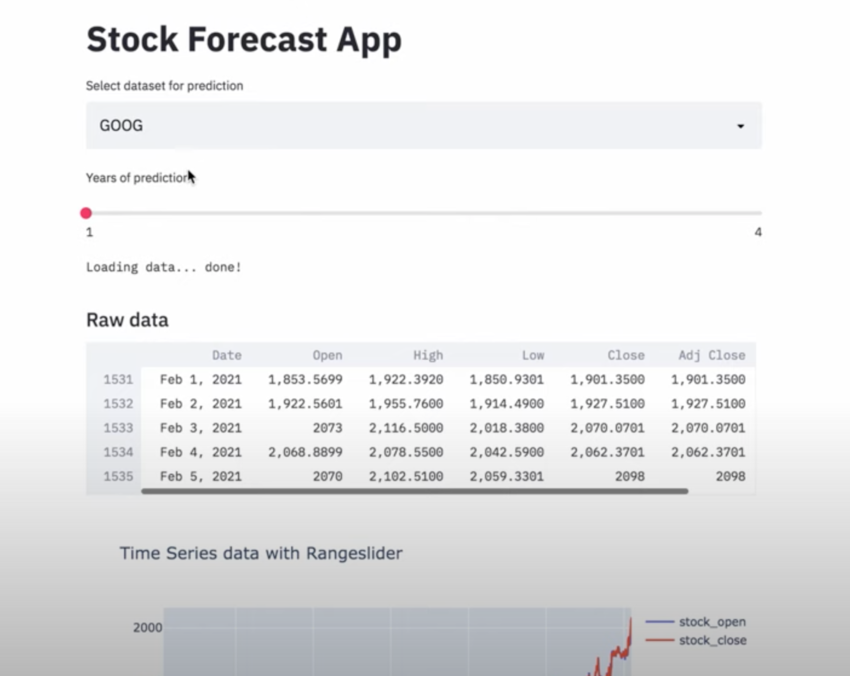 Stock Forecast App
Select dataset for prediction
GOOG
Years of prediction
1 4
Loading data... done!
Raw data
Date Open High Low Close Adj Close
1531 Feb 1, 2021 1,853.5699 1,922.3920 1,850.9301 1,901.3500 1,901.3500
1532 Feb 2, 2021 1,922.5601 1,955.7600 1,914.4900 1,927.5100 1,927.5100
1533 Feb 3, 2021 2073 2,116.5000 2,018.3800 2,070.0701 2,070.0701
1534 Feb 4, 2021 2,068.8899 2,078.5500 2,042.5900 2,062.3701 2,062.3701
1535 Feb 5, 2021 2070 2,102.5100 2,059.3301 2098 2098
Time Series data with Rangeslider
2000 stock_open
stock_close